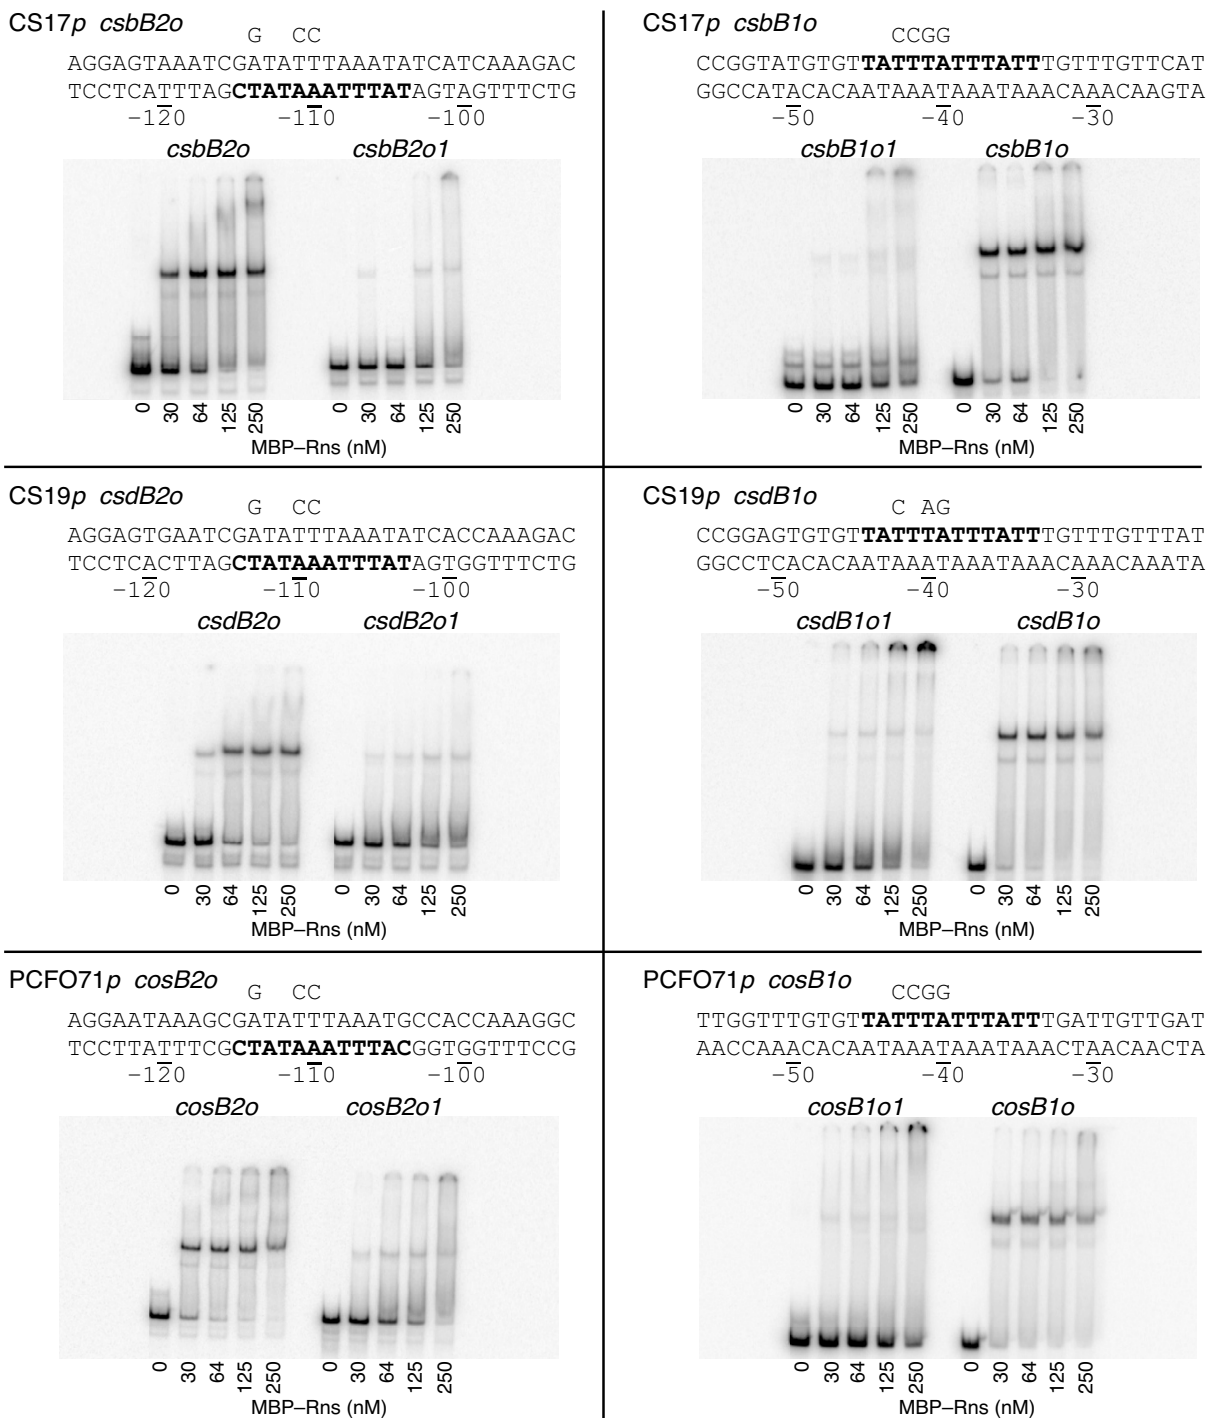 CS17p csbB2o
G CC
AGGAGTAAATCGATATTTAAATATCATCAAAGAC
TCCTCATTTAGCTATAAATTTATAGTAGTTTCTG
−120 −110 −100
csbB2o csbB2o1
0 30 64 125 250 0 30 64 125 250
MBP–Rns (nM)
CS17p csbB1o
CCGG
CCGGTATGTGTTATTTATTTATTTGTTTGTTCAT
GGCCATACACAATAAATAAATAAACAAACAAGTA
−50 −40 −30
csbB1o1 csbB1o
0 30 64 125 250 0 30 64 125 250
MBP–Rns (nM)
CS19p csdB2o
G CC
AGGAGTGAATCGATATTTAAATATCACCAAAGAC
TCCTCACTTAGCTATAAATTTATAGTGGTTTCTG
−120 −110 −100
csdB2o csdB2o1
0 30 64 125 250 0 30 64 125 250
MBP–Rns (nM)
CS19p csdB1o
C AG
CCGGAGTGTGTTATTTATTTATTTGTTTGTTTAT
GGCCTCACACAATAAATAAATAAACAAACAAATA
−50 −40 −30
csdB1o1 csdB1o
0 30 64 125 250 0 30 64 125 250
MBP–Rns (nM)
PCFO71p cosB2o
G CC
AGGAATAAAGCGATATTTAAATGCCACCAAAGGC
TCCTTATTTCGCTATAAATTTACGGTGGTTTCCG
−120 −110 −100
cosB2o cosB2o1
0 30 64 125 250 0 30 64 125 250
MBP–Rns (nM)
PCFO71p cosB1o
CCGG
TTGGTTTGTGTTATTTATTTATTTGATTGTTGAT
AACCAAACACAATAAATAAATAAACTAACAACTA
−50 −40 −30
cosB1o1 cosB1o
0 30 64 125 250 0 30 64 125 250
MBP–Rns (nM)